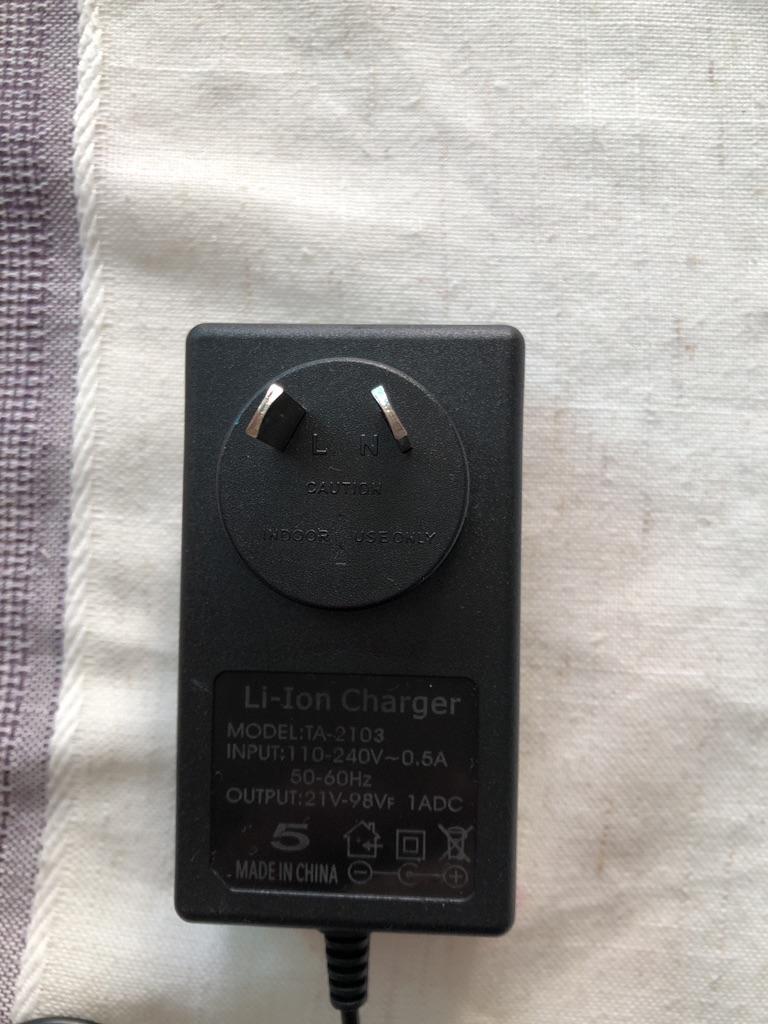 L N
CAUTION
INDOOR USE ONLY
Li-Ion Charger
MODEL:TA-2103
INPUT:110-240V~0.5A
50-60Hz
OUTPUT:21V-98VF 1ADC
5
MADE IN CHINA